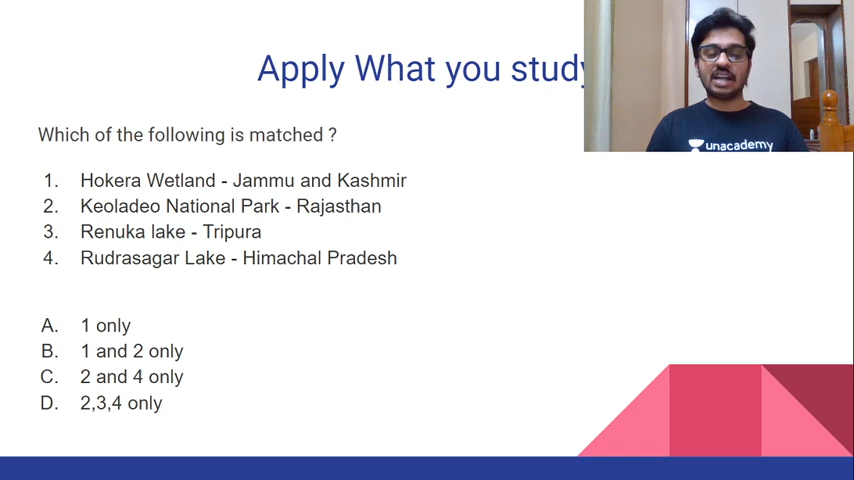 Apply What you study
unacademy
Which of the following is matched ?
1. Hokera Wetland - Jammu and Kashmir
2. Keoladeo National Park - Rajasthan
3. Renuka lake - Tripura
4. Rudrasagar Lake - Himachal Pradesh
A. 1 only
B. 1 and 2 only
C. 2 and 4 only
D. 2,3,4 only